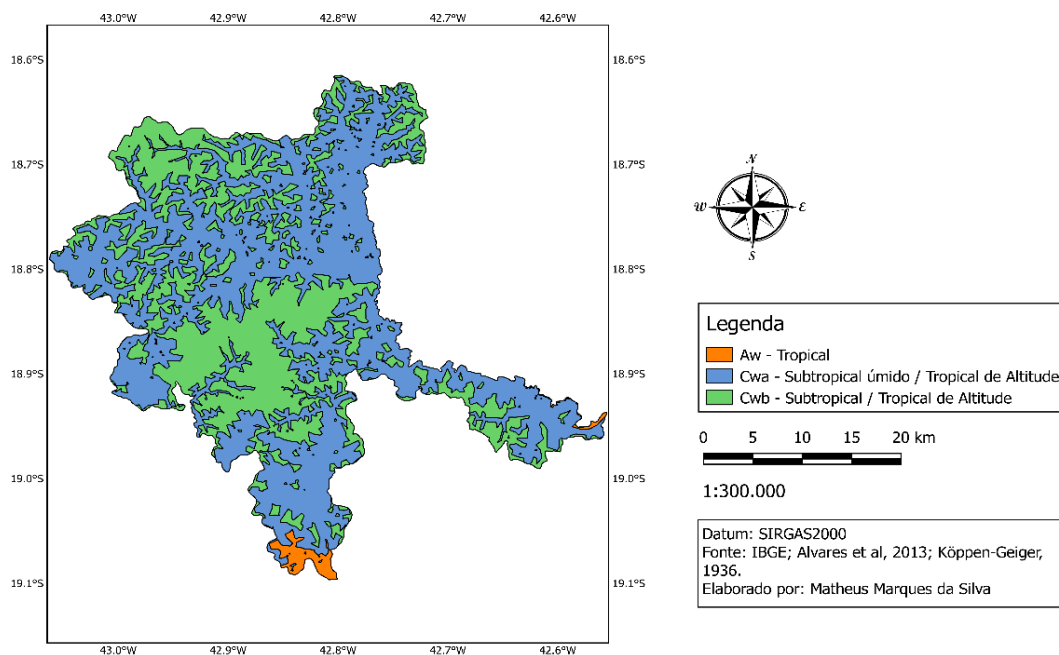 43.0°W 42.9°W 42.8°W 42.7°W 42.6°W
18.6°S 18.6°S
18.7°S 18.7°S
18.8°S 18.8°S
18.9°S 18.9°S
19.0°S 19.0°S
19.1°S 19.1°S
43.0°W 42.9°W 42.8°W 42.7°W 42.6°W
N
W E
S
Legenda
Aw - Tropical
Cwa - Subtropical úmido / Tropical de Altitude
Cwb - Subtropical / Tropical de Altitude
0 5 10 15 20 km
1:300.000
Datum: SIRGAS2000
Fonte: IBGE; Alvares et al, 2013; Köppen-Geiger,
1936.
Elaborado por: Matheus Marques da Silva